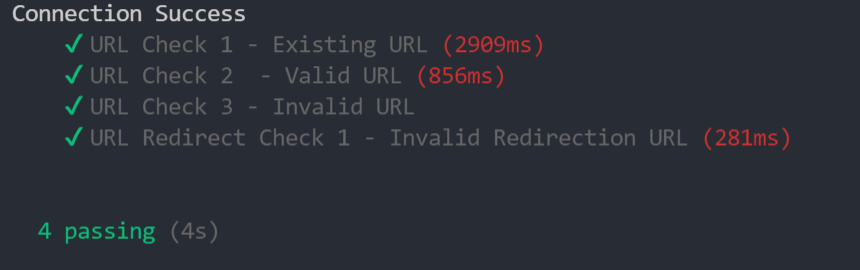 Connection Success
✓ URL Check 1 - Existing URL (2909ms)
✓ URL Check 2  - Valid URL (856ms)
✓ URL Check 3 - Invalid URL
✓ URL Redirect Check 1 - Invalid Redirection URL (281ms)
4 passing (4s)